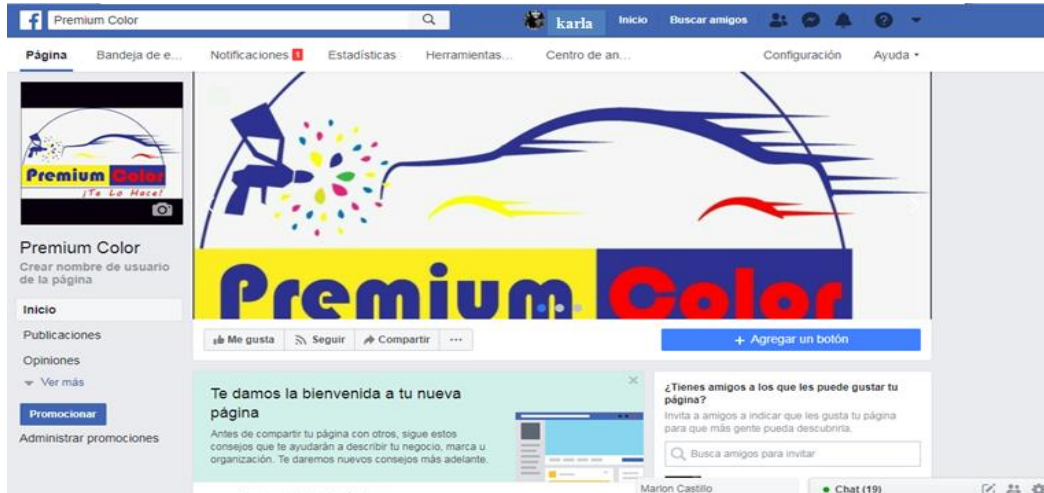 Premium Color
karla
Inicio
Buscar amigos
Página
Bandeja de e...
Notificaciones 1
Estadísticas
Herramientas...
Centro de an...
Configuración
Ayuda
Premium Color
¡Te Lo Hace!
Premium Color
Crear nombre de usuario
de la página
Inicio
Publicaciones
Opiniones
Ver más
Promocionar
Administrar promociones
Premium Color
Me gusta
Seguir
Compartir
+ Agregar un botón
Te damos la bienvenida a tu nueva
página
Antes de compartir tu página con otros, sigue estos
consejos que te ayudarán a describir tu negocio, marca u
organización. Te daremos nuevos consejos más adelante.
¿Tienes amigos a los que les puede gustar tu
página?
Invita a amigos a indicar que les gusta tu página
para que más gente pueda descubrirla.
Busca amigos para invitar
Marlon Castillo
Chat (19)